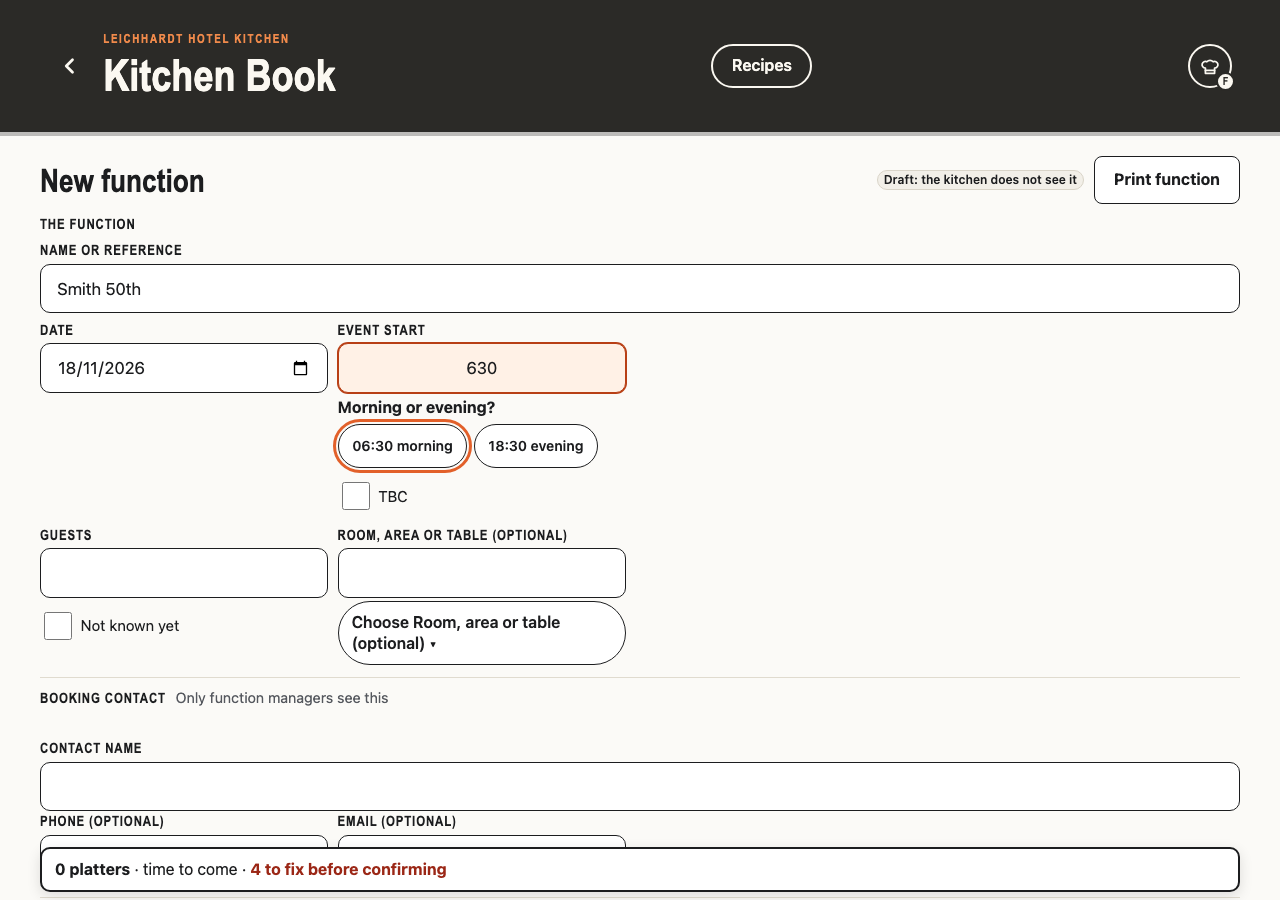 LEICHHARDT HOTEL KITCHEN
Kitchen Book
Recipes
F
New function
Draft: the kitchen does not see it
Print function
THE FUNCTION
NAME OR REFERENCE
Smith 50th
DATE
EVENT START
18/11/2026
630
Morning or evening?
06:30 morning
18:30 evening
TBC
GUESTS
ROOM, AREA OR TABLE (OPTIONAL)
Not known yet
Choose Room, area or table
(optional) ▾
BOOKING CONTACT Only function managers see this
CONTACT NAME
PHONE (OPTIONAL)
EMAIL (OPTIONAL)
0 platters · time to come · 4 to fix before confirming